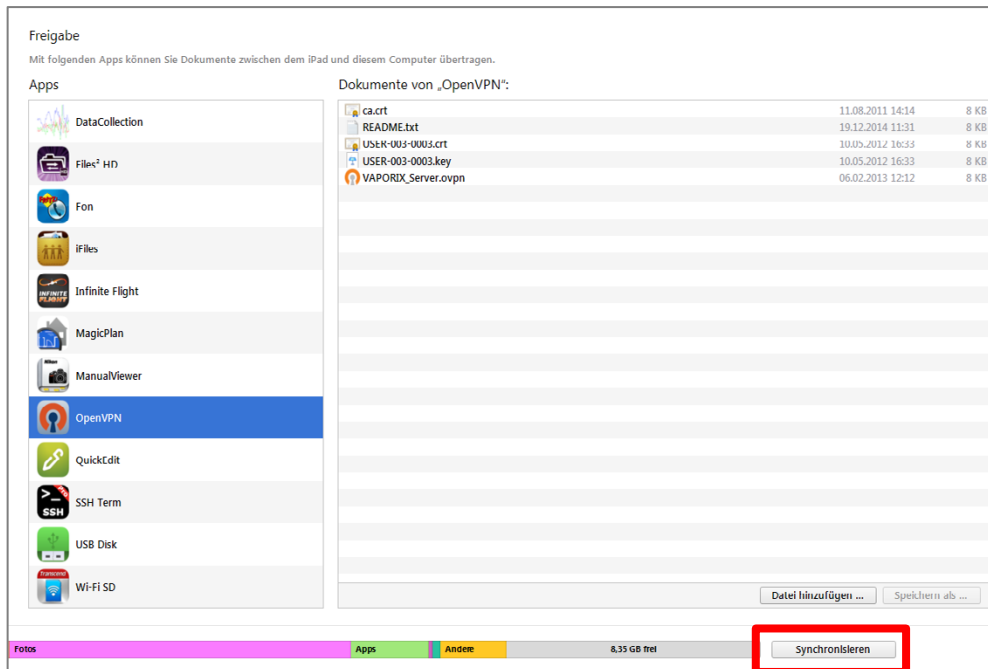 Freigabe
Mit folgenden Apps können Sie Dokumente zwischen dem iPad und diesem Computer übertragen.
Apps
Dokumente von „OpenVPN“:
DataCollection
Files² HD
Fon
iFiles
Infinite Flight
MagicPlan
ManualViewer
OpenVPN
QuickEdit
SSH Term
USB Disk
Wi-Fi SD
ca.crt 11.08.2011 14:14 8 KB
README.txt 19.12.2014 11:31 8 KB
USER-003-0003.crt 10.05.2012 16:33 8 KB
USER-003-0003.key 10.05.2012 16:33 8 KB
VAPORIX_Server.ovpn 06.02.2013 12:12 8 KB
Datei hinzufügen ... Speichern als ...
Fotos Apps Andere 8,35 GB frei Synchronisieren